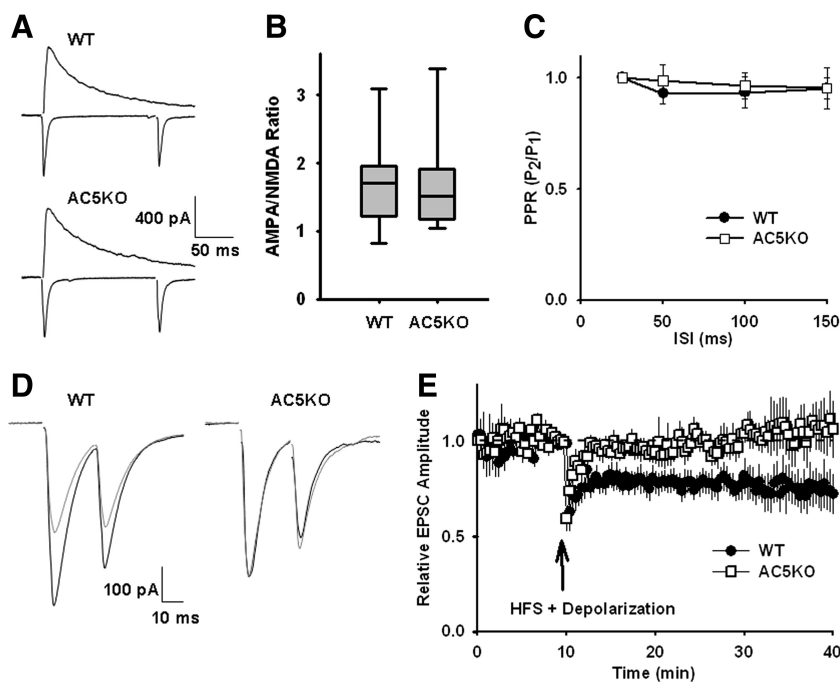 A
WT
AC5KO
400 pA
50 ms
B
AMPA/NMDA Ratio
3
2
1
0
WT AC5KO
C
PPR (P2/P1)
1.0
0.5
0.0
WT
AC5KO
0 50 100 150
ISI (ms)
D
WT
AC5KO
100 pA
10 ms
E
Relative EPSC Amplitude
1.0
0.5
0.0
WT
AC5KO
HFS + Depolarization
0 10 20 30 40
Time (min)